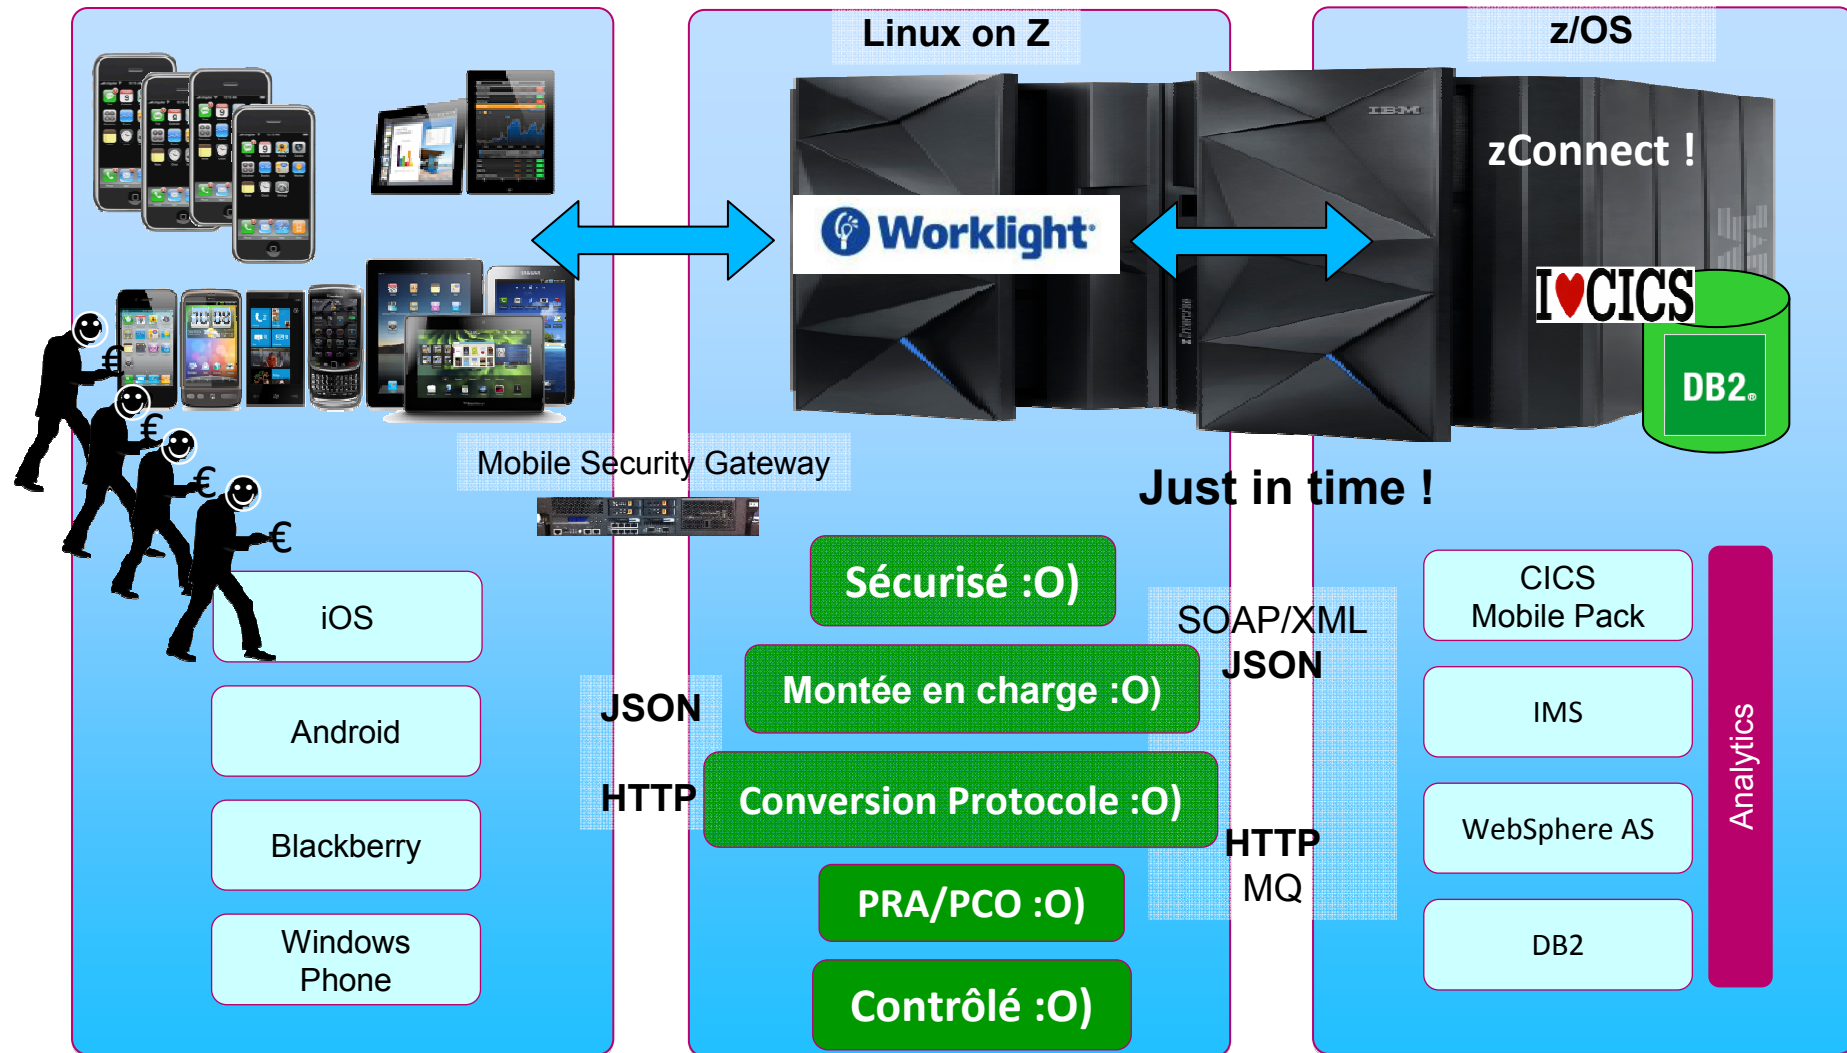 Linux on Z
z/OS
IBM
zConnect !
Worklight
I♥CICS
DB2®
€
€
€
€
Mobile Security Gateway
Just in time !
iOS
Android
Blackberry
Windows
Phone
JSON
HTTP
Sécurisé :O)
Montée en charge :O)
Conversion Protocole :O)
PRA/PCO :O)
Contrôlé :O)
SOAP/XML
JSON
HTTP
MQ
CICS
Mobile Pack
IMS
WebSphere AS
DB2
Analytics